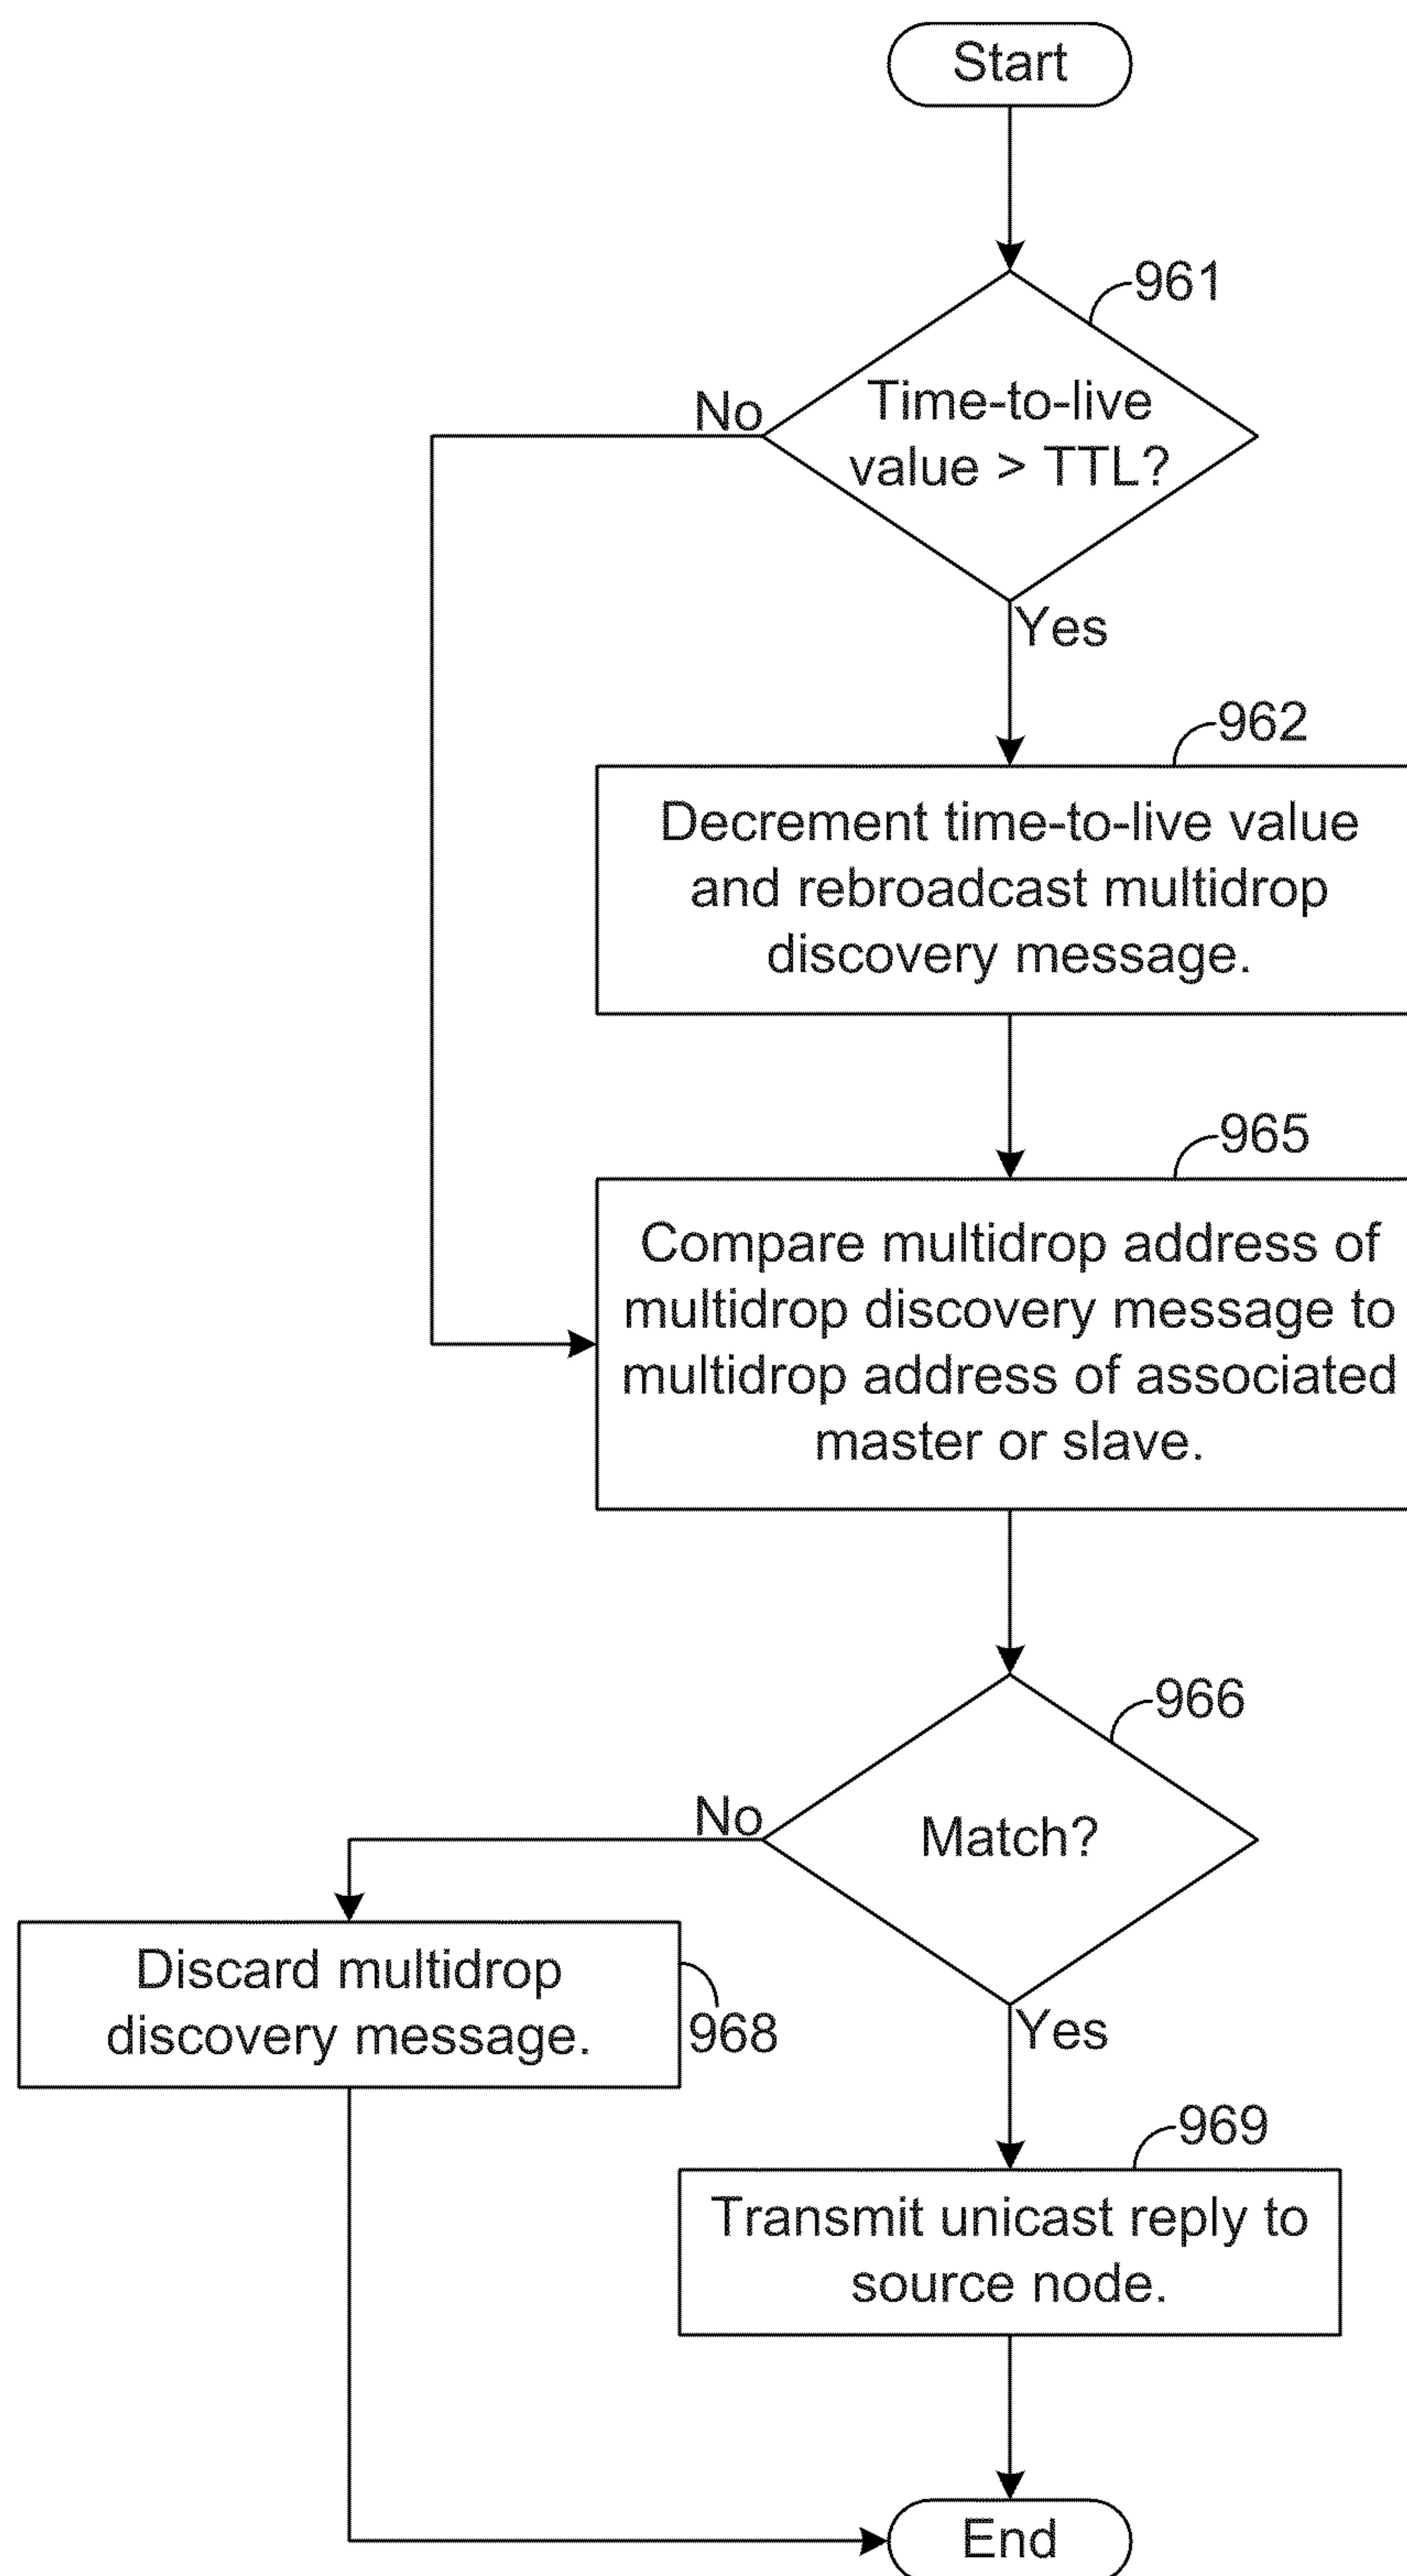 Start
961
Time-to-live
value > TTL?
No
Yes
962
Decrement time-to-live value
and rebroadcast multidrop
discovery message.
965
Compare multidrop address of
multidrop discovery message to
multidrop address of associated
master or slave.
966
Match?
No
Yes
Discard multidrop
discovery message.
968
969
Transmit unicast reply to
source node.
End